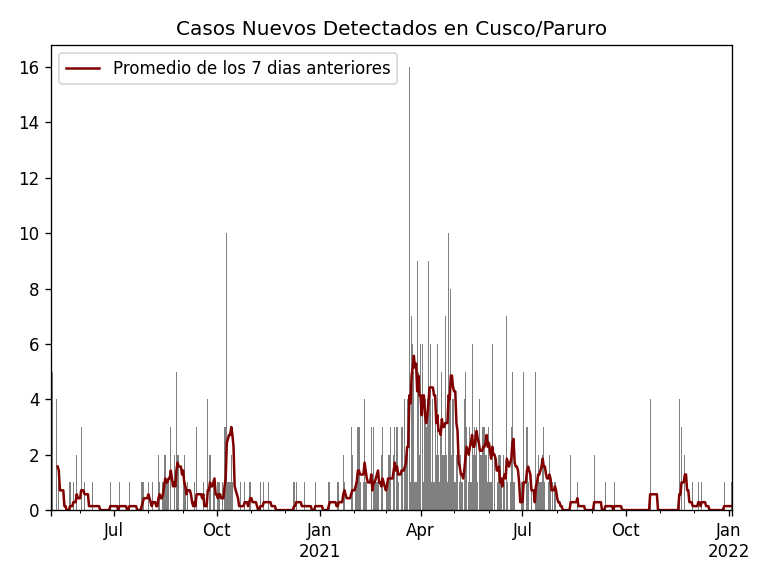 Casos Nuevos Detectados en Cusco/Paruro
Promedio de los 7 dias anteriores
16
14
12
10
8
6
4
2
0
Jul
Oct
Jan
2021
Apr
Jul
Oct
Jan
2022